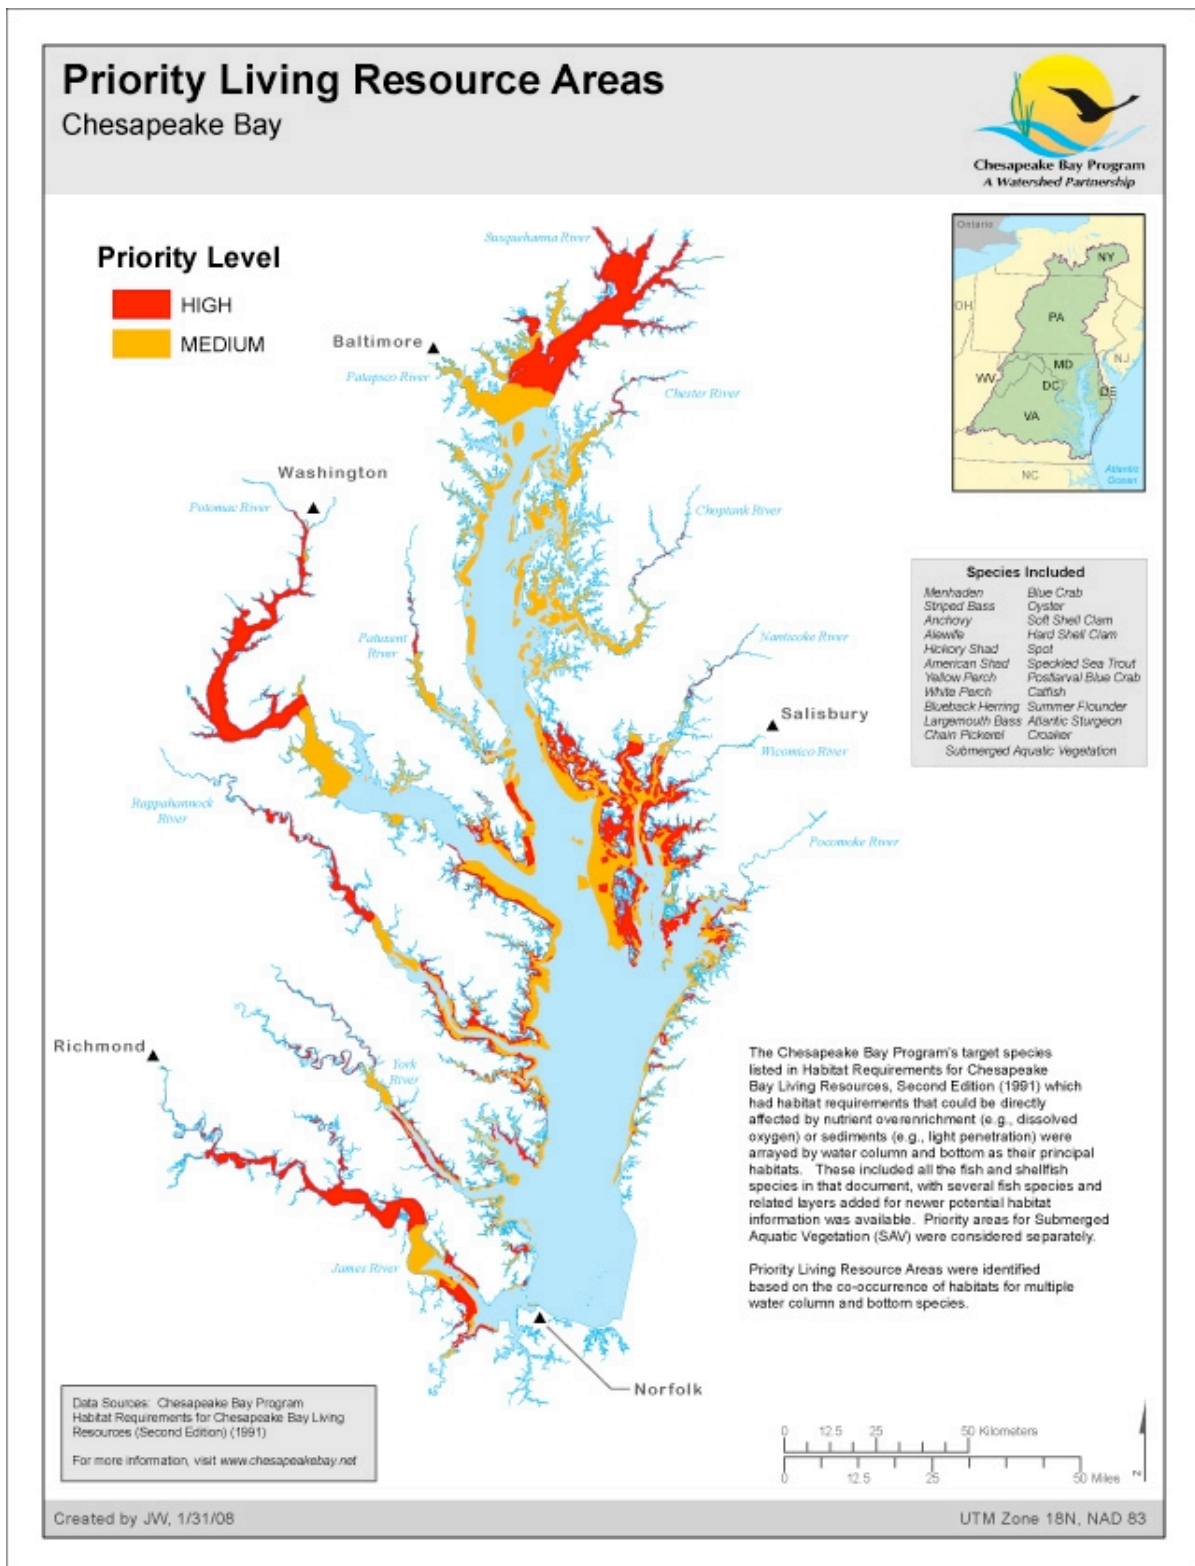 Priority Living Resource Areas
Chesapeake Bay
Chesapeake Bay Program
A Watershed Partnership
Priority Level
HIGH
MEDIUM
Susquehanna River
Baltimore
Patapsco River
Chester River
Washington
Potomac River
Choptank River
Patuxent
River
Nanticoke River
Salisbury
Wicomico River
Rappahannock
River
Pocomoke River
Richmond
York
River
James River
Norfolk
Ontario
NY
OH
PA
NJ
MD
WV
DC
DE
VA
NC
Atlantic
Ocean
Species Included
Menhaden Blue Crab
Striped Bass Oyster
Anchovy Soft Shell Clam
Alewife Hard Shell Clam
Hickory Shad Spot
American Shad Speckled Sea Trout
Yellow Perch Postlarval Blue Crab
White Perch Catfish
Blueback Herring Summer Flounder
Largemouth Bass Atlantic Sturgeon
Chain Pickerel Croaker
Submerged Aquatic Vegetation
The Chesapeake Bay Program's target species
listed in Habitat Requirements for Chesapeake
Bay Living Resources, Second Edition (1991) which
had habitat requirements that could be directly
affected by nutrient overenrichment (e.g., dissolved
oxygen) or sediments (e.g., light penetration) were
arrayed by water column and bottom as their principal
habitats. These included all the fish and shellfish
species in that document, with several fish species and
related layers added for newer potential habitat
information was available. Priority areas for Submerged
Aquatic Vegetation (SAV) were considered separately.
Priority Living Resource Areas were identified
based on the co-occurrence of habitats for multiple
water column and bottom species.
Data Sources: Chesapeake Bay Program
Habitat Requirements for Chesapeake Bay Living
Resources (Second Edition) (1991)
For more information, visit www.chesapeakebay.net
0 12.5 25 50 Kilometers
0 12.5 25 50 Miles
N
Created by JW, 1/31/08
UTM Zone 18N, NAD 83